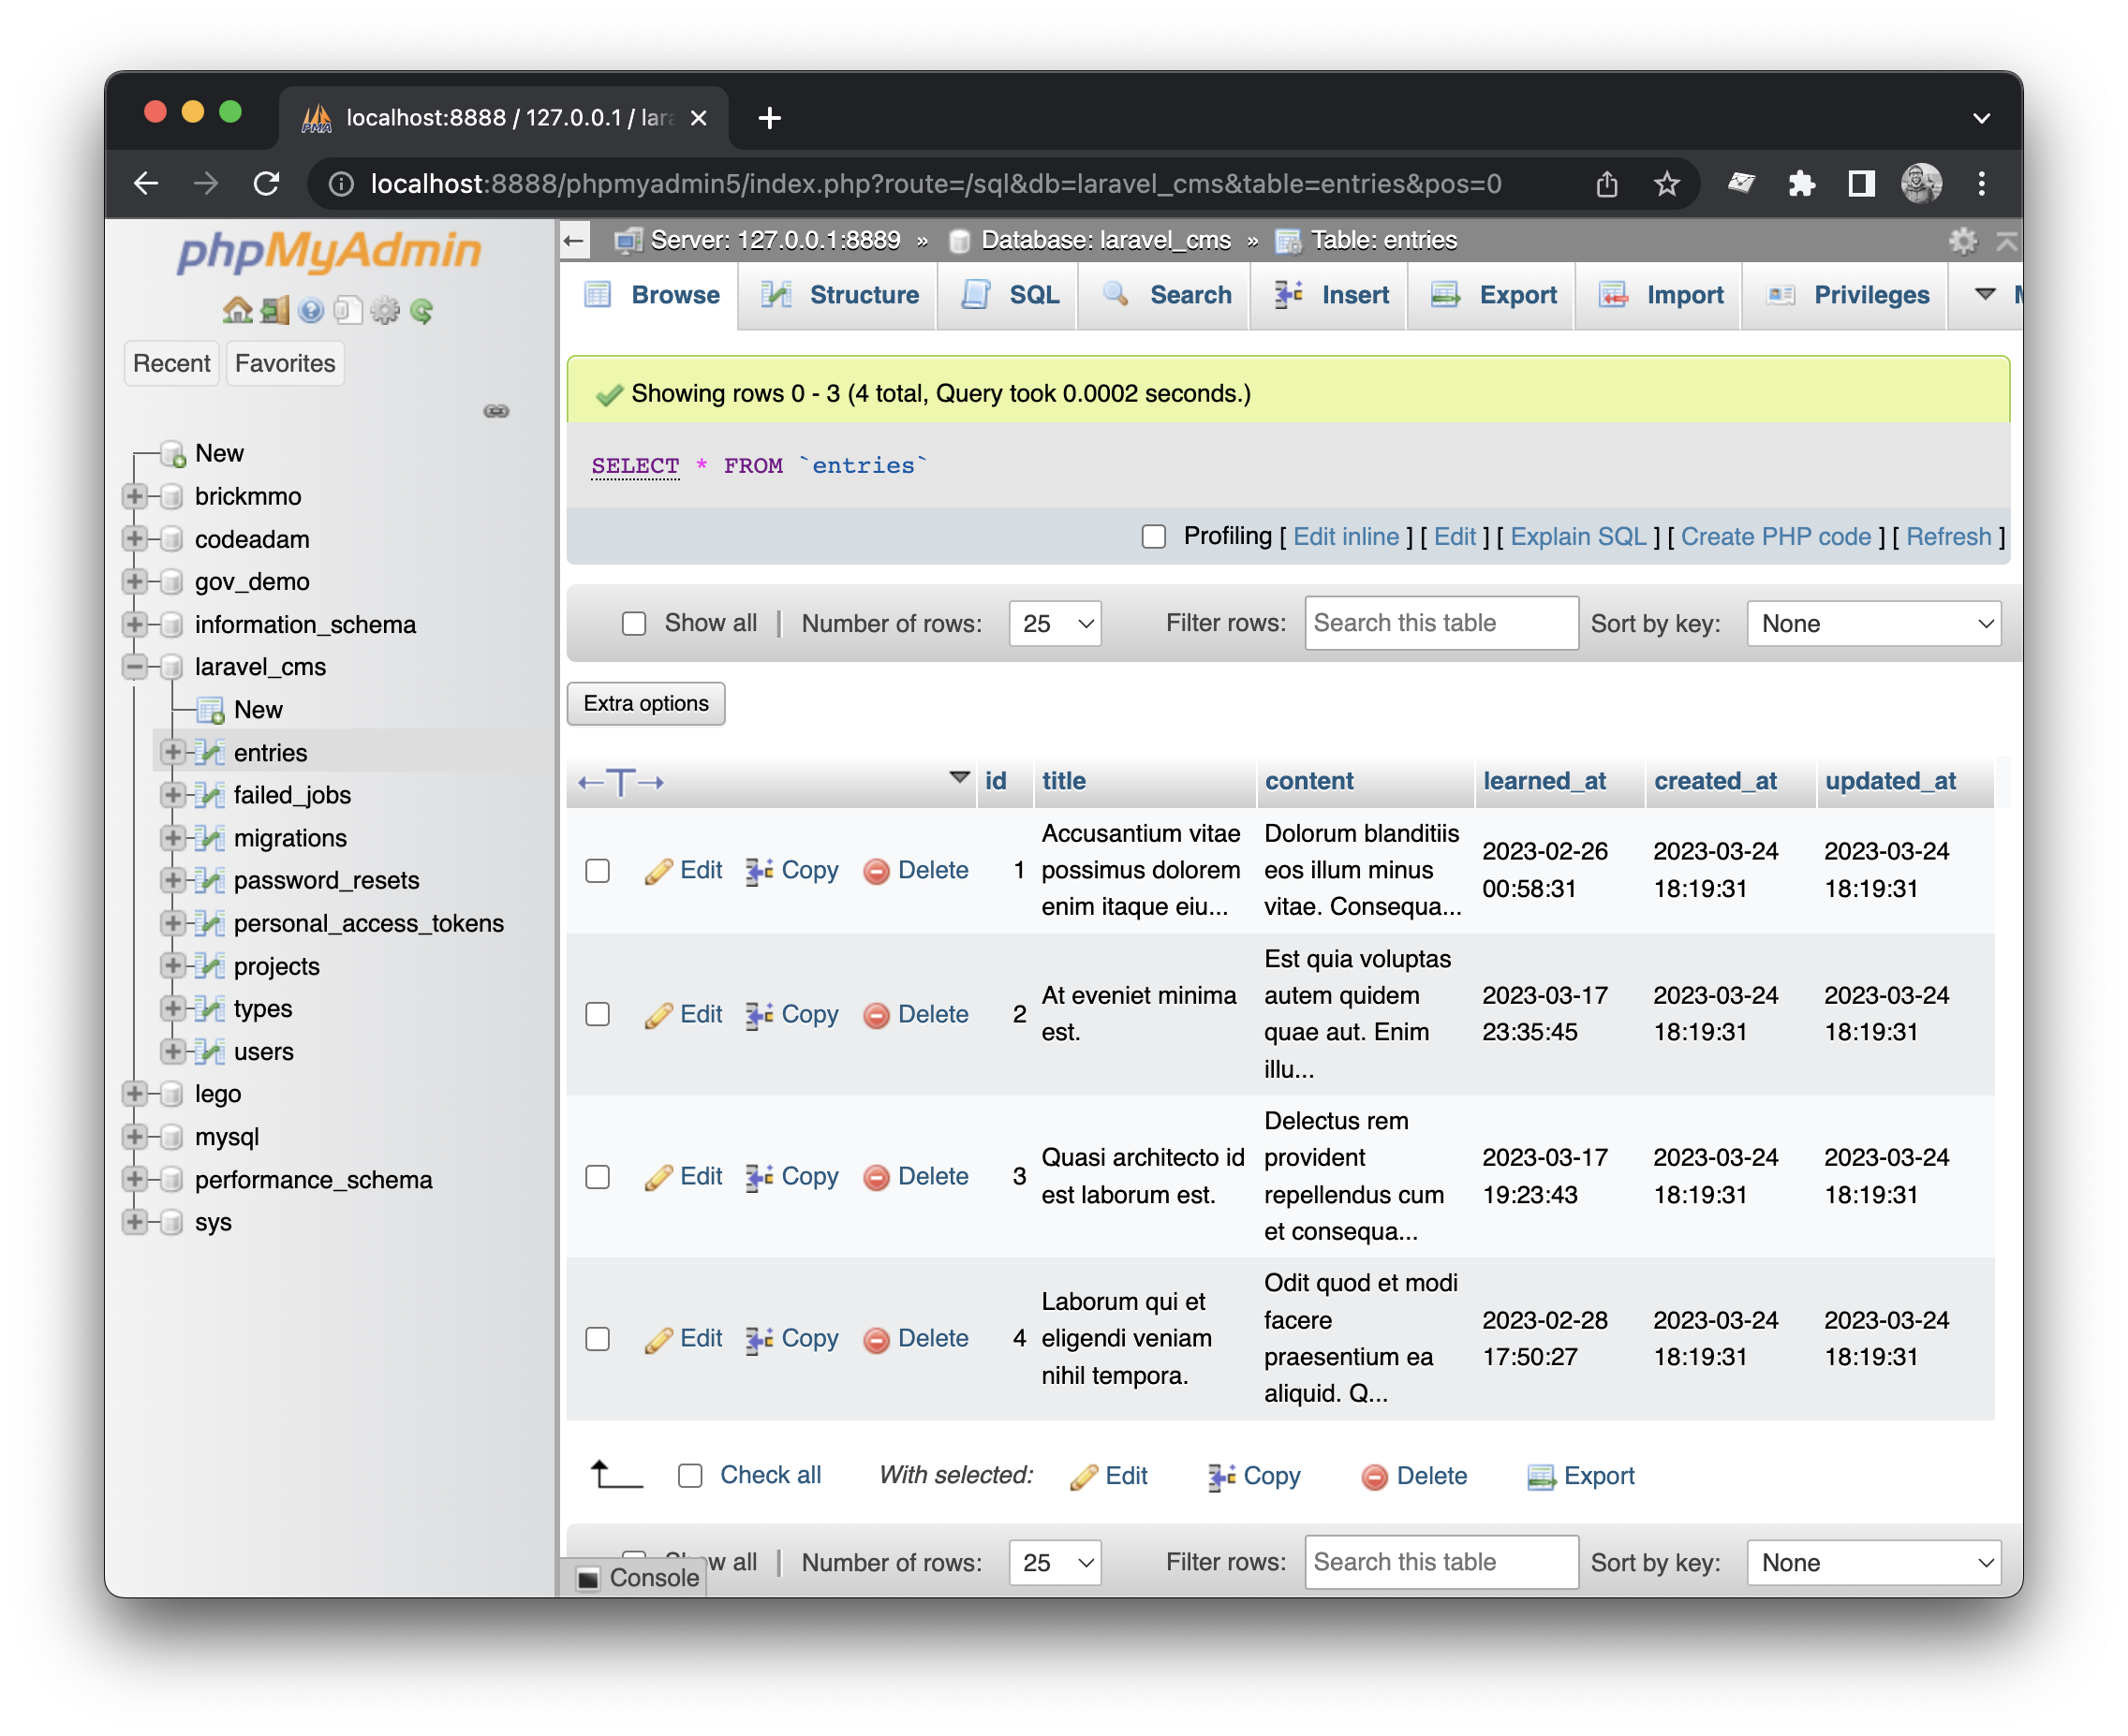 localhost:8888 / 127.0.0.1 / lara
localhost:8888/phpmyadmin5/index.php?route=/sql&db=laravel_cms&table=entries&pos=0
phpMyAdmin
Recent Favorites
New
brickmmo
codeadam
gov_demo
information_schema
laravel_cms
New
entries
failed_jobs
migrations
password_resets
personal_access_tokens
projects
types
users
lego
mysql
performance_schema
sys
Server: 127.0.0.1:8889 » Database: laravel_cms » Table: entries
Browse Structure SQL Search Insert Export Import Privileges
Showing rows 0 - 3 (4 total, Query took 0.0002 seconds.)
SELECT * FROM `entries`
Profiling [ Edit inline ] [ Edit ] [ Explain SQL ] [ Create PHP code ] [ Refresh ]
Show all | Number of rows: 25 Filter rows: Search this table Sort by key: None
Extra options
←T→ id title content learned_at created_at updated_at
Edit Copy Delete 1
Accusantium vitae
possimus dolorem
enim itaque eiu...
Dolorum blanditiis
eos illum minus
vitae. Consequa...
2023-02-26
00:58:31
2023-03-24
18:19:31
2023-03-24
18:19:31
Edit Copy Delete 2
At eveniet minima
est.
Est quia voluptas
autem quidem
quae aut. Enim
illu...
2023-03-17
23:35:45
2023-03-24
18:19:31
2023-03-24
18:19:31
Edit Copy Delete 3
Quasi architecto id
est laborum est.
Delectus rem
provident
repellendus cum
et consequa...
2023-03-17
19:23:43
2023-03-24
18:19:31
2023-03-24
18:19:31
Edit Copy Delete 4
Laborum qui et
eligendi veniam
nihil tempora.
Odit quod et modi
facere
praesentium ea
aliquid. Q...
2023-02-28
17:50:27
2023-03-24
18:19:31
2023-03-24
18:19:31
Check all With selected: Edit Copy Delete Export
Show all | Number of rows: 25 Filter rows: Search this table Sort by key: None
Console